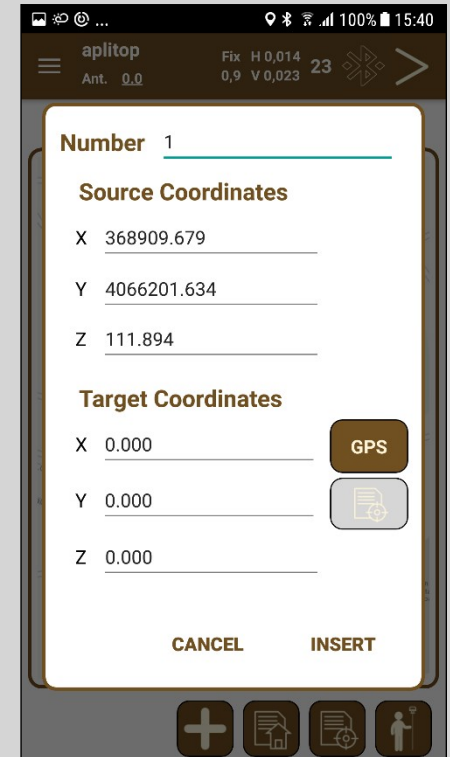 ... 100% 15:40
aplitop
Fix H 0,014
23
Ant. 0.0
0,9 V 0,023
Number 1
Source Coordinates
X 368909.679
Y 4066201.634
Z 111.894
Target Coordinates
X 0.000
GPS
Y 0.000
Z 0.000
CANCEL INSERT